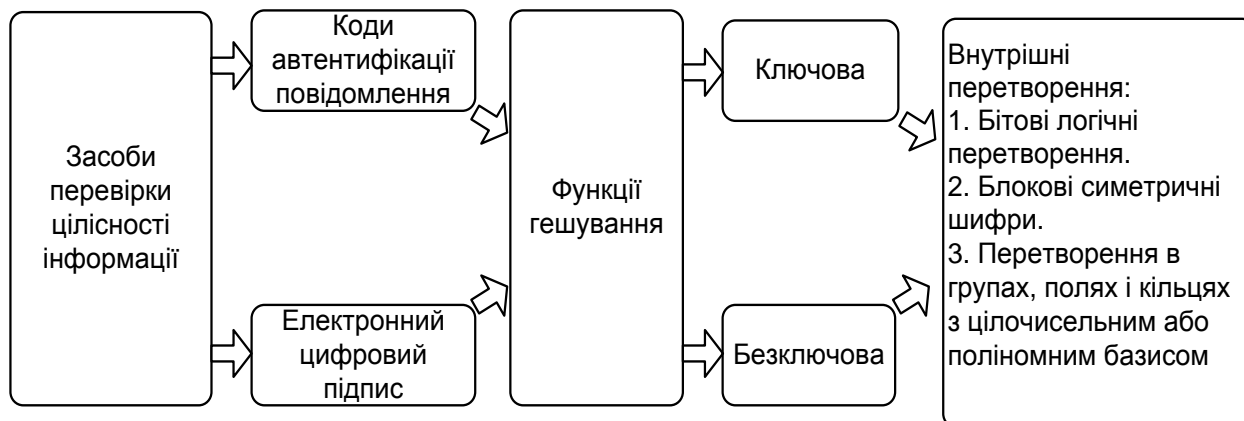 Засоби
перевірки
цілісності
інформації
Коди
автентифікації
повідомлення
Електронний
цифровий
підпис
Функції
гешування
Ключова
Безключова
Внутрішні
перетворення:
1. Бітові логічні
перетворення.
2. Блокові симетричні
шифри.
3. Перетворення в
групах, полях і кільцях
з цілочисельним або
поліномним базисом